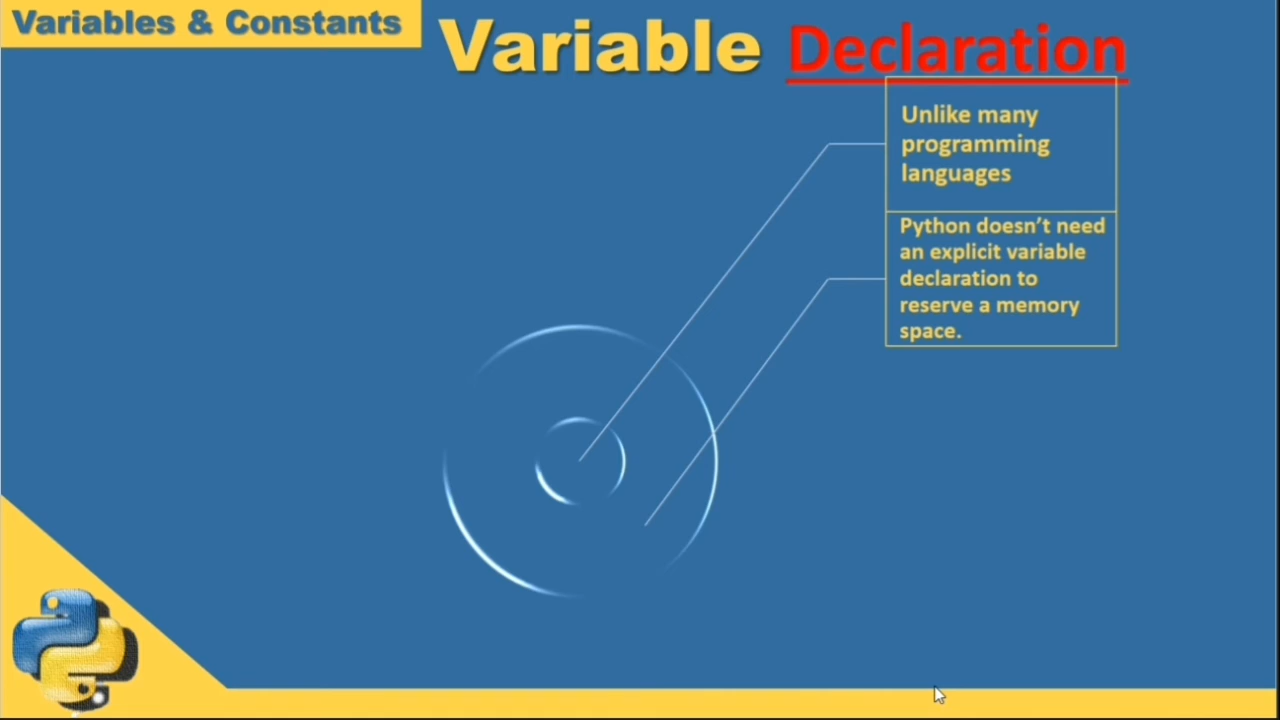 Variables & Constants
Variable Declaration
Unlike many
programming
languages
Python doesn’t need
an explicit variable
declaration to
reserve a memory
space.